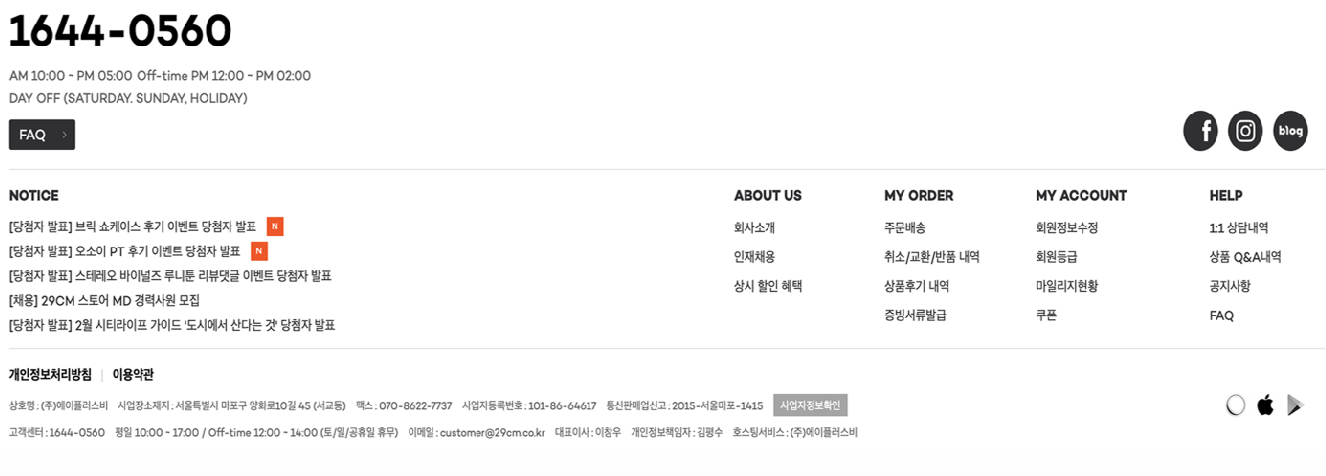 1644-0560
AM 10:00 ~ PM 05:00 Off-time PM 12:00 ~ PM 02:00
DAY OFF (SATURDAY. SUNDAY, HOLIDAY)
FAQ >
blog
NOTICE
[당첨자 발표] 브릭 쇼케이스 후기 이벤트 당첨자 발표 N
[당첨자 발표] 오소이 PT 후기 이벤트 당첨자 발표 N
[당첨자 발표] 스테레오 바이널즈 루니툰 리뷰댓글 이벤트 당첨자 발표
[채용] 29CM 스토어 MD 경력사원 모집
[당첨자 발표] 2월 시티라이프 가이드 '도시에서 산다는 것' 당첨자 발표
ABOUT US
회사소개
인재채용
상시 할인 혜택
MY ORDER
주문배송
취소/교환/반품 내역
상품후기 내역
증빙서류발급
MY ACCOUNT
회원정보수정
회원등급
마일리지현황
쿠폰
HELP
1:1 상담내역
상품 Q&A내역
공지사항
FAQ
개인정보처리방침 | 이용약관
상호명 : (주)에이플러스비 사업장소재지 : 서울특별시 마포구 양화로10길 45 (서교동) 팩스 : 070-8622-7737 사업자등록번호 : 101-86-64617 통신판매업신고 : 2015-서울마포-1415 사업자정보확인
고객센터 : 1644-0560 평일 10:00 ~ 17:00 / Off-time 12:00 ~ 14:00 (토/일/공휴일 휴무) 이메일 : customer@29cm.co.kr 대표이사 : 이창우 개인정보책임자 : 김평수 호스팅서비스 : (주)에이플러스비